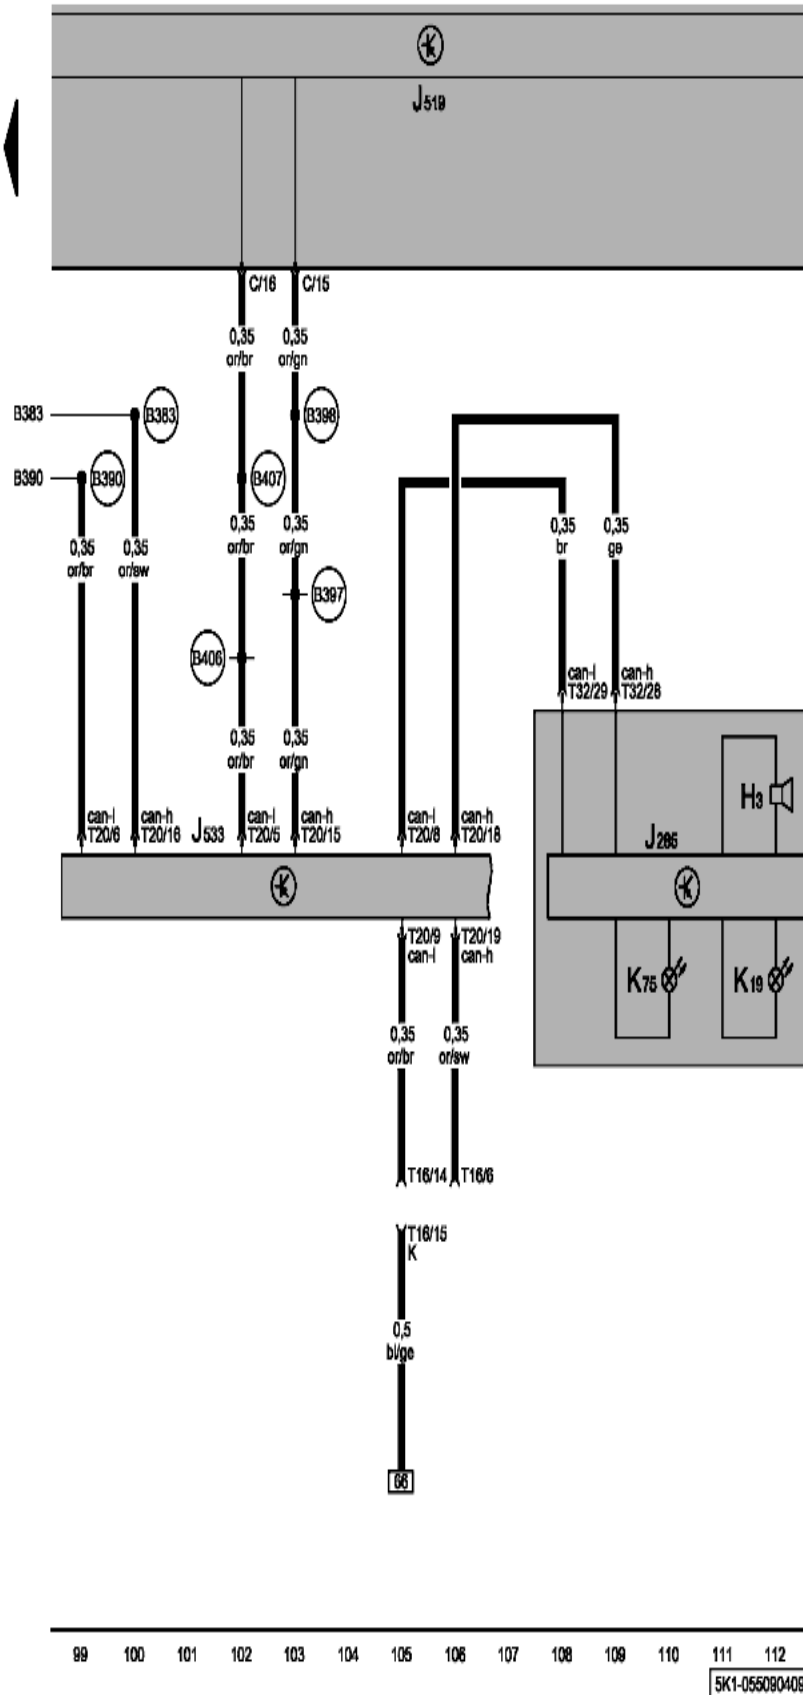 J519
C/16 C/15
0,35 0,35
or/br or/gn
B383 B383 B398
B390 B390 B407
0,35 0,35 0,35 0,35 0,35 0,35
or/br or/sw or/br or/gn br ge
B397
B406
can-l can-h
T32/29 T32/28
0,35 0,35
or/br or/gn
H3
can-l can-h J533 can-l can-h can-l can-h
T20/6 T20/16 T20/5 T20/15 T20/8 T20/18
J285
T20/9 T20/19
can-l can-h
K75 K19
0,35 0,35
or/br or/sw
T16/14 T16/6
T16/15
K
0,5
bl/ge
66
99 100 101 102 103 104 105 106 107 108 109 110 111 112
5K1-055090409